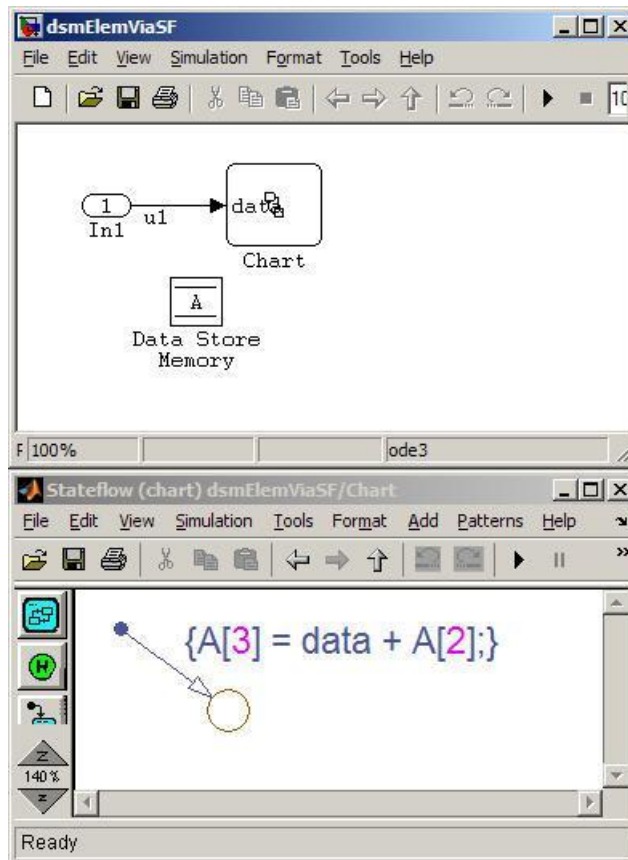 dsmElemViaSF
File Edit View Simulation Format Tools Help
10
1
In1
u1
data
Chart
A
Data Store
Memory
F 100% ode3
Stateflow (chart) dsmElemViaSF/Chart
File Edit View Simulation Tools Format Add Patterns Help
{A[3] = data + A[2];}
H
Z
140%
Z
Ready